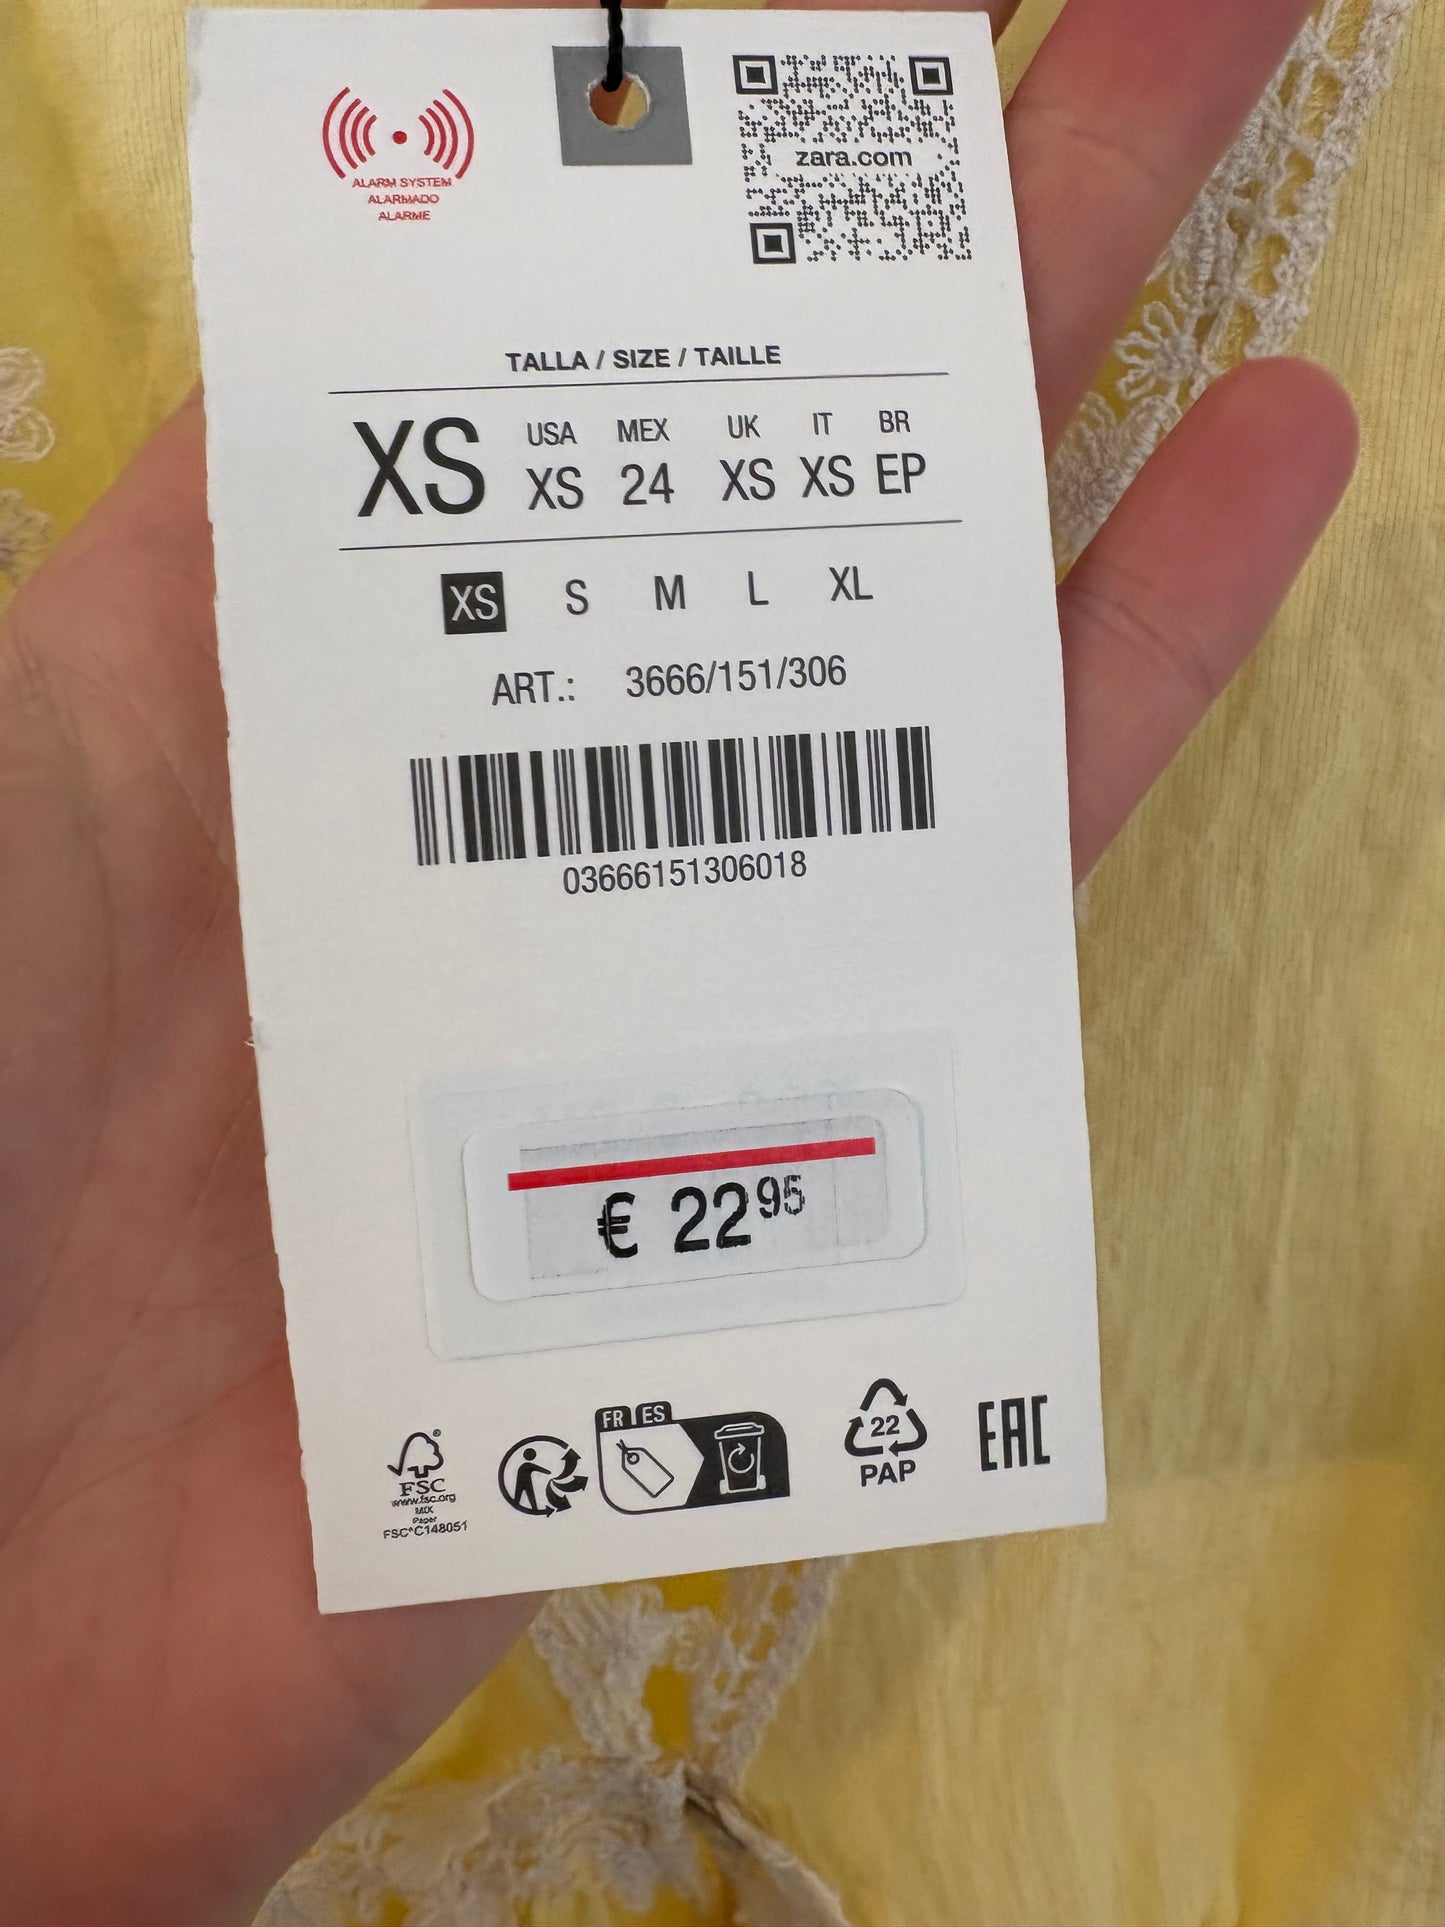 ALARM SYSTEM
ALARMADO
ALARME
zara.com
TALLA / SIZE / TAILLE
XS USA MEX UK IT BR
XS 24 XS XS EP
XS S M L XL
ART.: 3666/151/306
03666151306018
€ 22 95
FR ES
22
PAP
EAC
FSC®
www.fsc.org
MIX
Paper
FSC® C148051